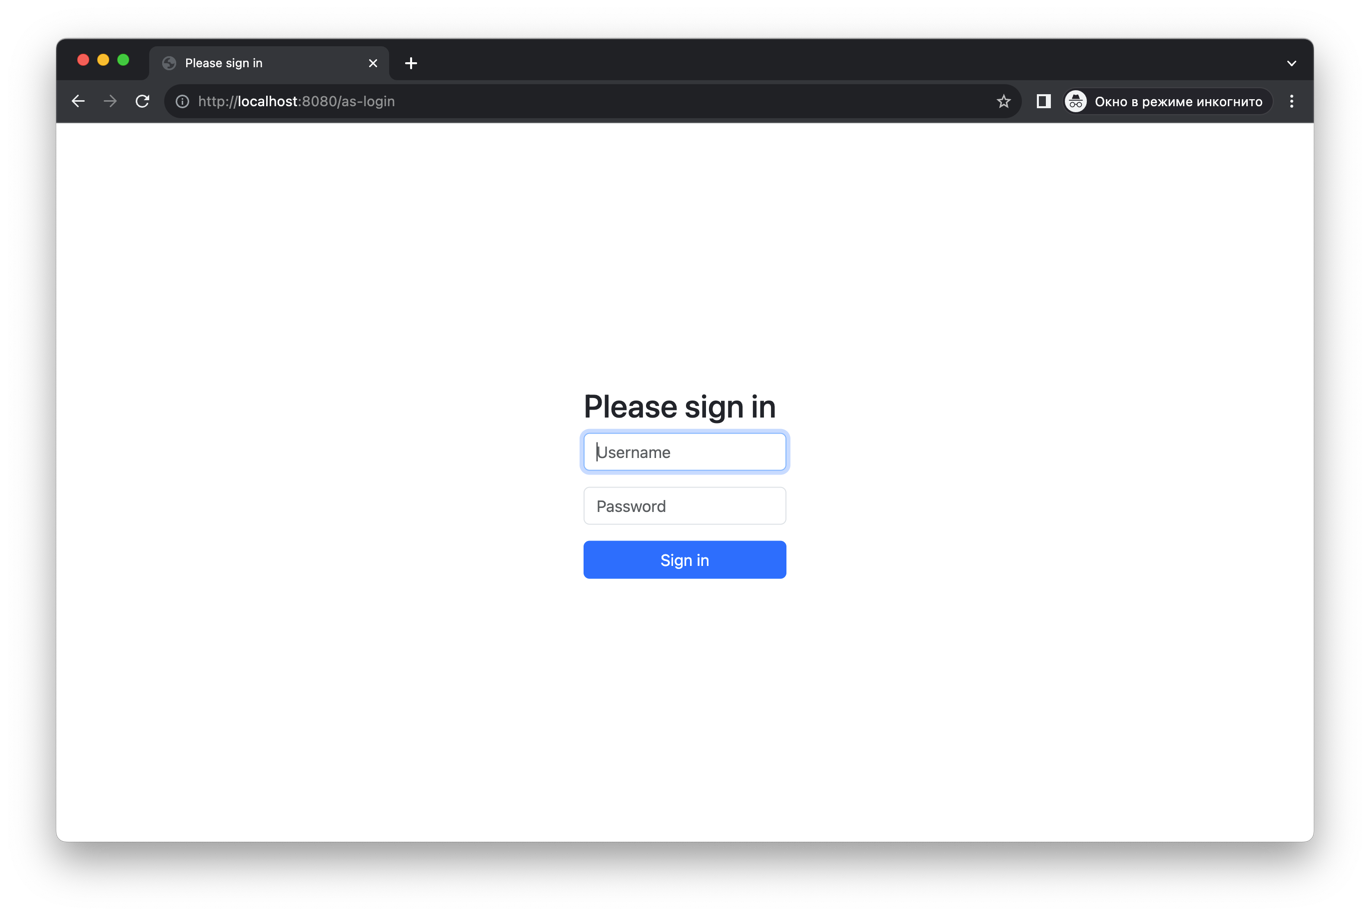 Please sign in
http://localhost:8080/as-login
Окно в режиме инкогнито
Please sign in
Username
Password
Sign in